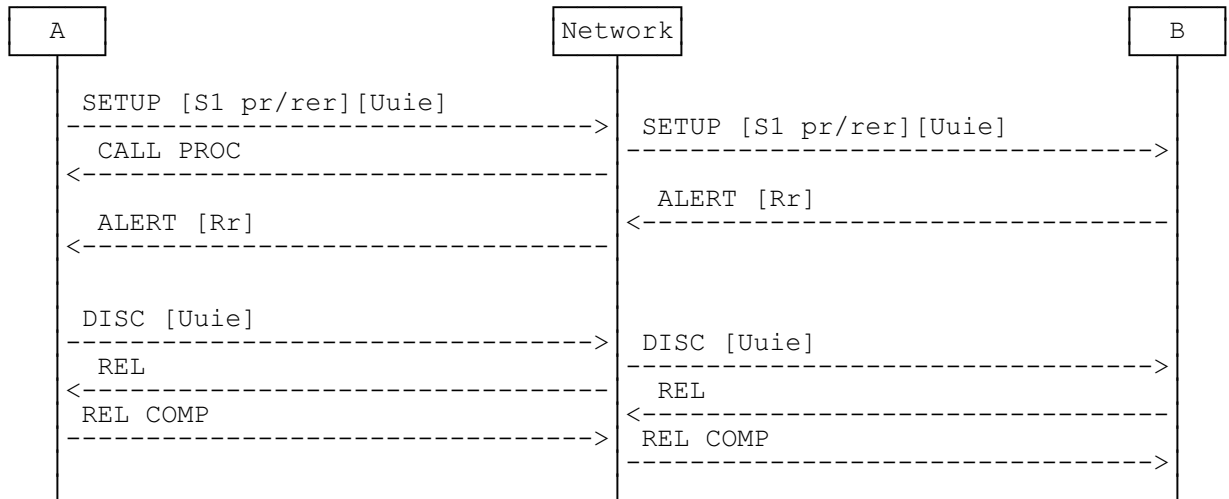 A
Network
B
SETUP [S1 pr/rer][Uuie]
SETUP [S1 pr/rer][Uuie]
CALL PROC
ALERT [Rr]
ALERT [Rr]
DISC [Uuie]
DISC [Uuie]
REL
REL
REL COMP
REL COMP